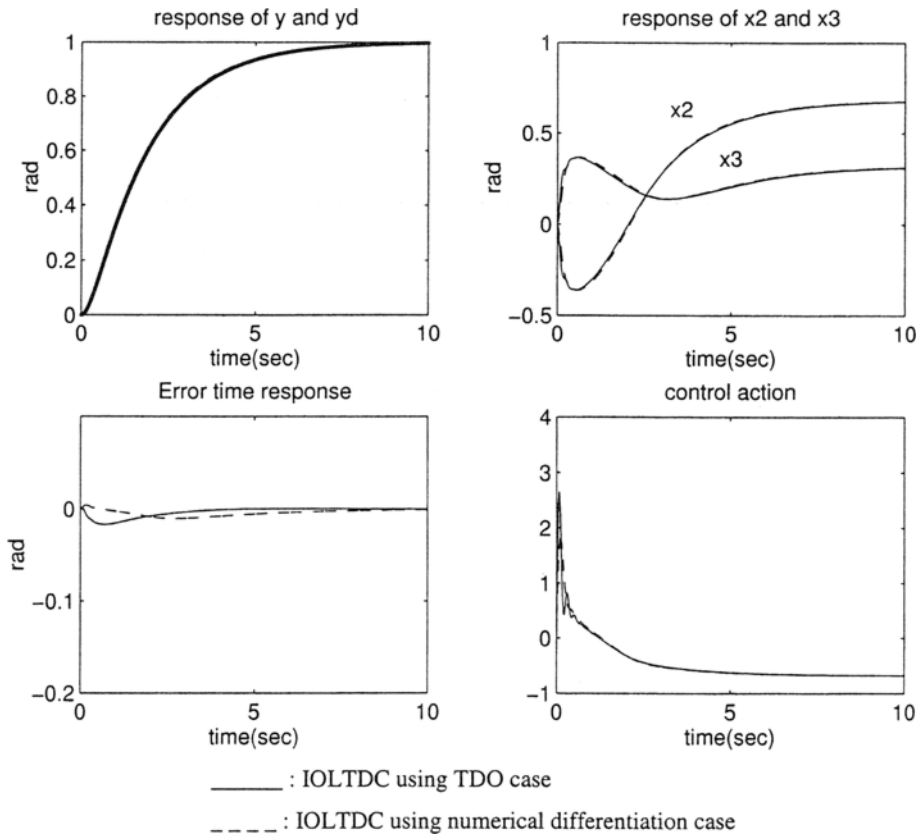 response of y and yd
1
0.8
0.6
0.4
0.2
0
rad
0
5
10
time(sec)
response of x2 and x3
1
0.5
0
−0.5
rad
x2
x3
0
5
10
time(sec)
Error time response
0
−0.1
−0.2
rad
0
5
10
time(sec)
control action
4
3
2
1
0
−1
0
5
10
time(sec)
: IOLTDC using TDO case
: IOLTDC using numerical differentiation case